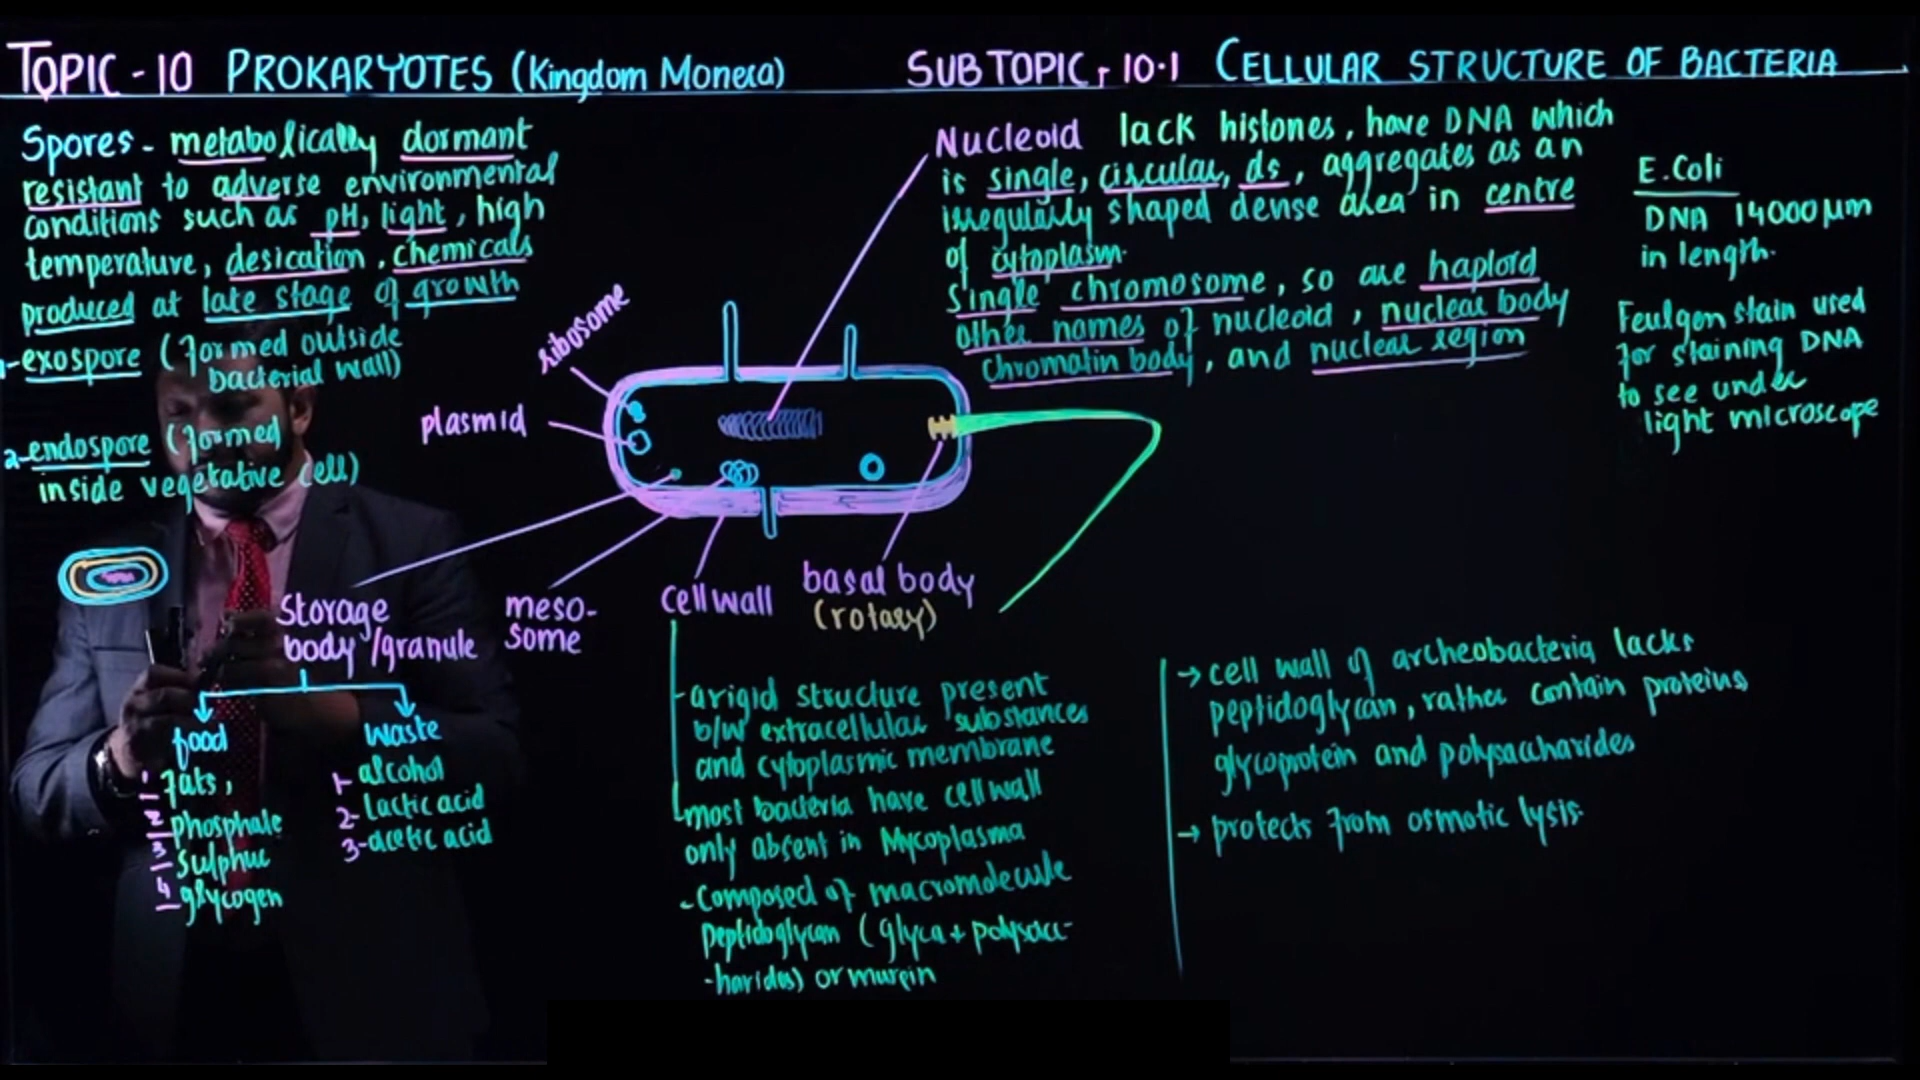 TOPIC - 10 PROKARYOTES (Kingdom Monera) SUBTOPIC, 10.1 CELLULAR STRUCTURE OF BACTERIA
Spores - metabolically dormant
resistant to adverse environmental
conditions such as pH, light, high
temperature, desication, chemicals
produced at late stage of growth
1-exospore (formed outside
bacterial wall)
2-endospore (formed
inside vegetative cell)
ribosome
plasmid
Storage
body/granule
food
1 fats,
2 phosphate
3 Sulphur
4 glycogen
waste
1- alcohol
2- Lactic acid
3- acetic acid
meso-
some
cell wall
basal body
(rotary)
- a rigid structure present
b/w extracellular substances
and cytoplasmic membrane
most bacteria have cell wall
only absent in Mycoplasma
- Composed of macromolecule
Peptidoglycan (glyca + polysacc-
-harides) or murein
Nucleoid lack histones, have DNA which
is single, circular, ds, aggregates as an
irregularly shaped dense area in centre
of cytoplasm.
Single chromosome, so are haploid
other names of nucleoid, nuclear body
chromatin body, and nuclear region
E.Coli
DNA 14000 µm
in length.
Feulgen stain used
for staining DNA
to see under
light microscope
→ cell wall of archeobacteria lacks
peptidoglycan, rather contain proteins,
glycoprotein and polysaccharides
→ protects from osmotic lysis.